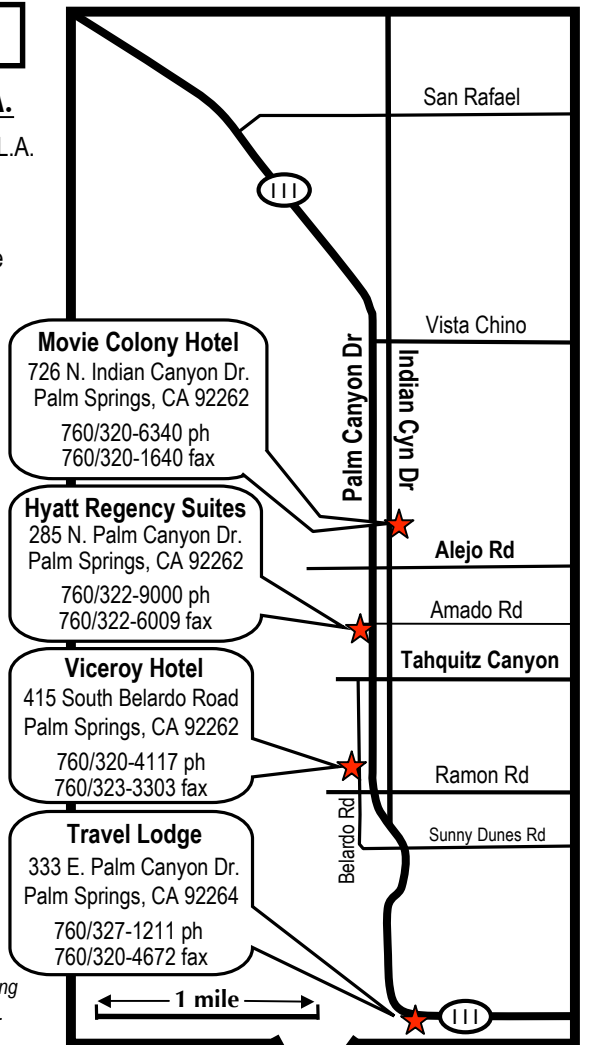 A.
L.A.
e
San Rafael
111
Vista Chino
Palm Canyon Dr
Indian Cyn Dr
Movie Colony Hotel
726 N. Indian Canyon Dr.
Palm Springs, CA 92262
760/320-6340 ph
760/320-1640 fax
Hyatt Regency Suites
285 N. Palm Canyon Dr.
Palm Springs, CA 92262
760/322-9000 ph
760/322-6009 fax
Alejo Rd
Amado Rd
Tahquitz Canyon
Viceroy Hotel
415 South Belardo Road
Palm Springs, CA 92262
760/320-4117 ph
760/323-3303 fax
Ramon Rd
Belardo Rd
Sunny Dunes Rd
Travel Lodge
333 E. Palm Canyon Dr.
Palm Springs, CA 92264
760/327-1211 ph
760/320-4672 fax
ng
1 mile
111